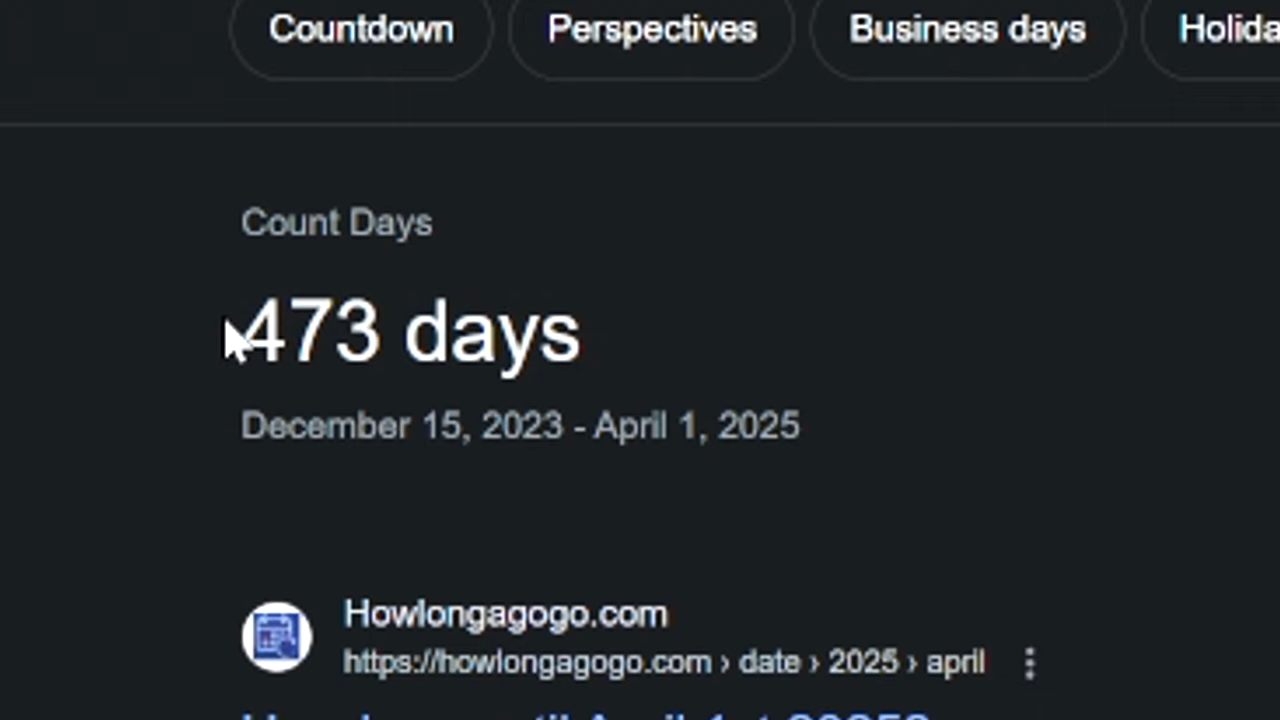 Countdown Perspectives Business days Holida
Count Days
473 days
December 15, 2023 - April 1, 2025
Howlongagogo.com
https://howlongagogo.com › date › 2025 › april